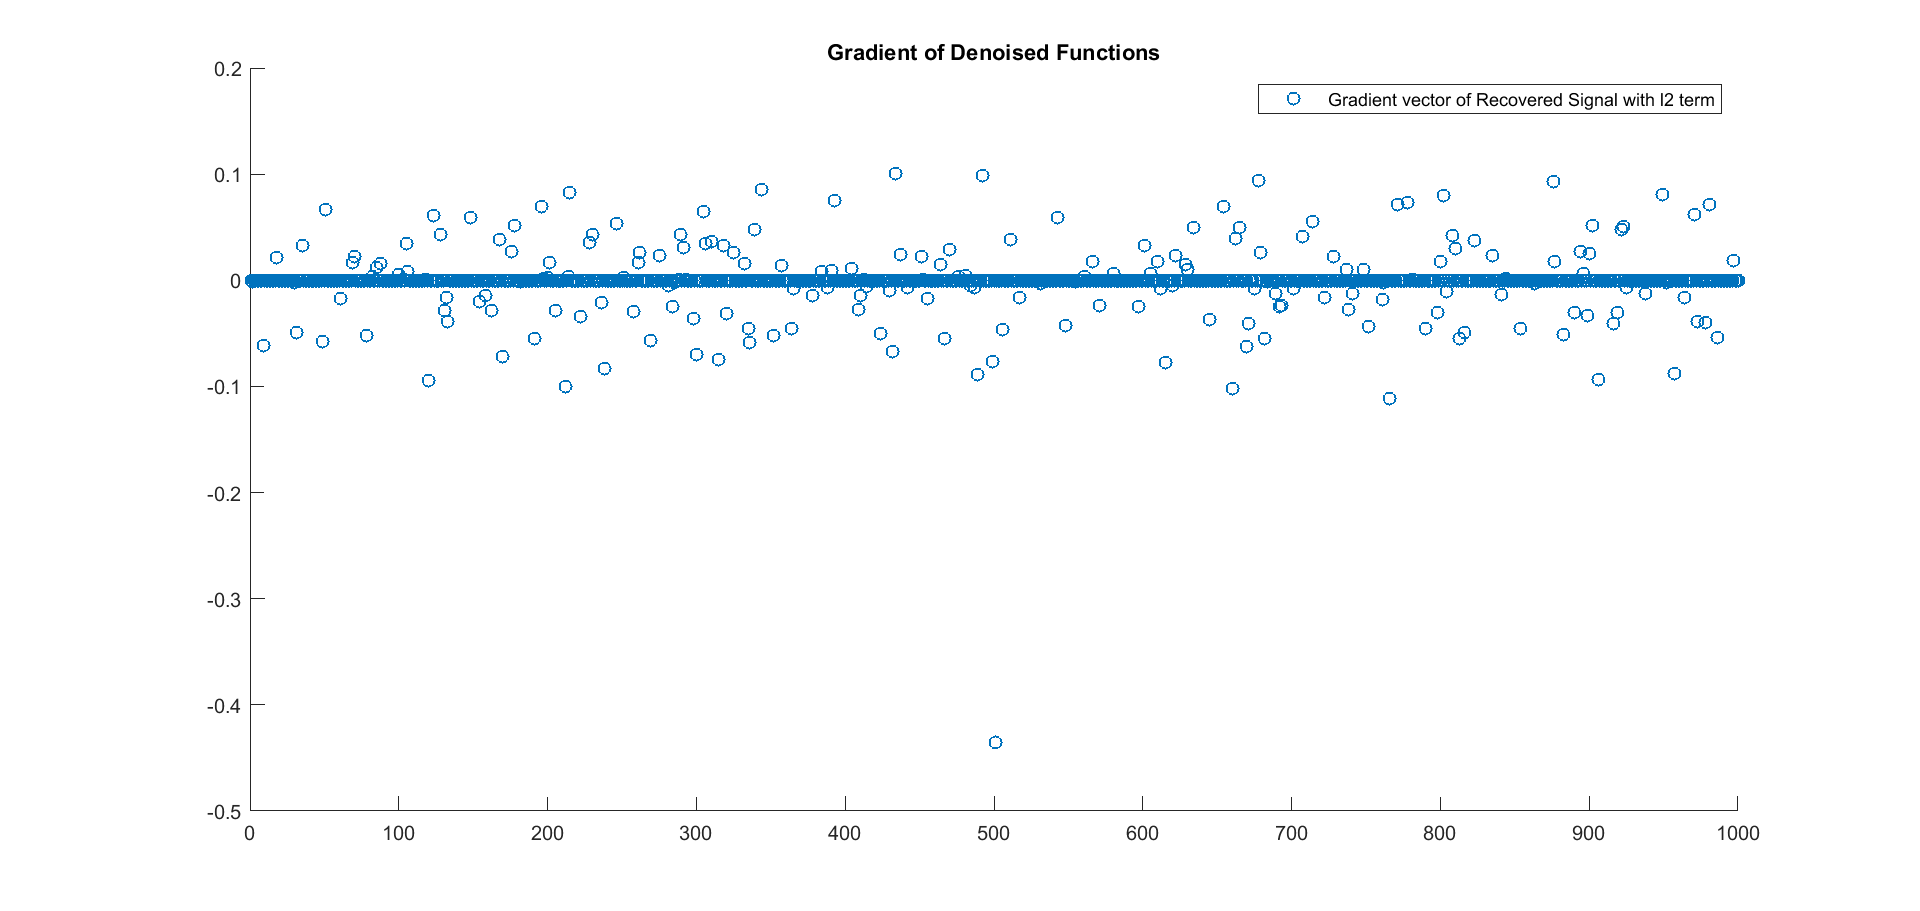 Gradient of Denoised Functions
Gradient vector of Recovered Signal with l2 term
0.2
0.1
0
-0.1
-0.2
-0.3
-0.4
-0.5
0 100 200 300 400 500 600 700 800 900 1000